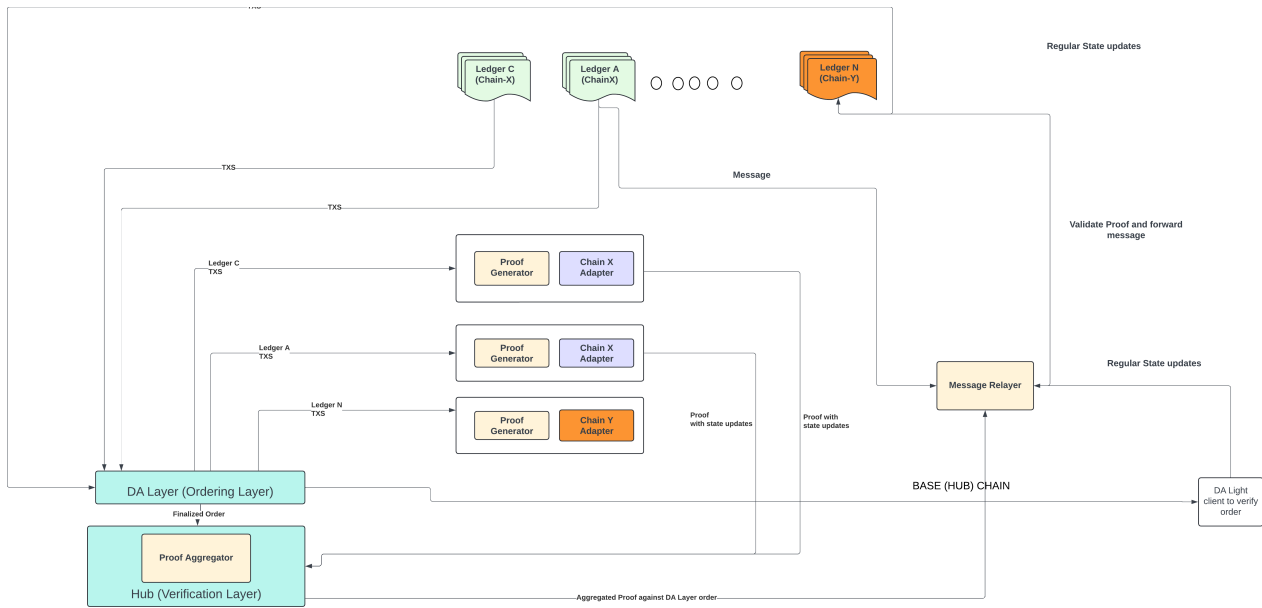 TXS
Regular State updates
Ledger C
(Chain-X)
Ledger A
(ChainX)
Ledger N
(Chain-Y)
TXS
Message
TXS
Validate Proof and forward
message
Ledger C
TXS
Proof
Generator
Chain X
Adapter
Ledger A
TXS
Proof
Generator
Chain X
Adapter
Regular State updates
Message Relayer
Ledger N
TXS
Proof
Generator
Chain Y
Adapter
Proof
with state updates
Proof with
state updates
DA Layer (Ordering Layer)
BASE (HUB) CHAIN
DA Light
client to verify
order
Finalized Order
Proof Aggregator
Hub (Verification Layer)
Aggregated Proof against DA Layer order